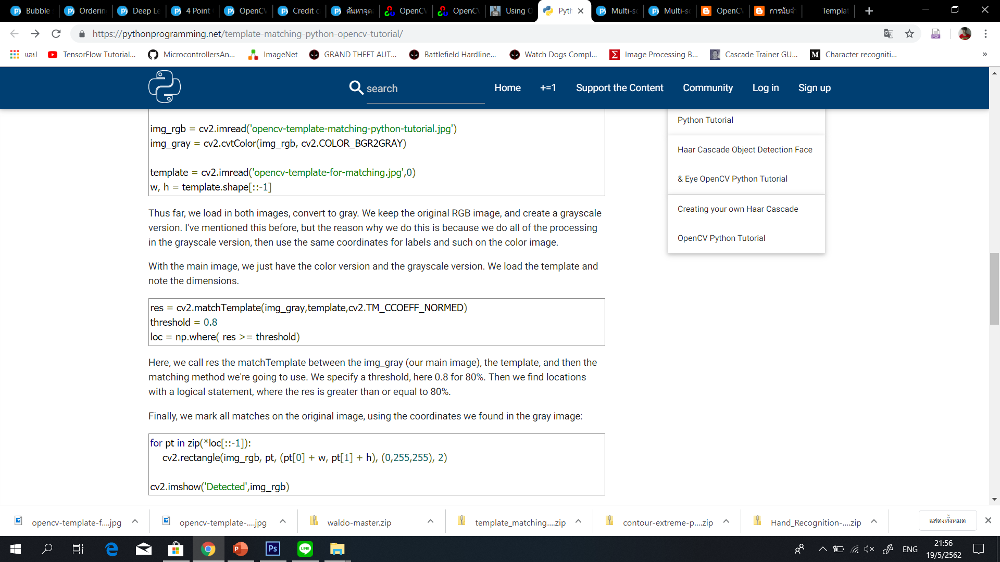 Bubble
Ordering
Deep Le
4 Point
OpenCV
Credit c
ค้นหาจุด
OpenCV
OpenCV
Using C
Pyth
Multi-sc
Multi-sc
OpenCV
การนับจำ
Templat
https://pythonprogramming.net/template-matching-python-opencv-tutorial/
แอป
TensorFlow Tutorial...
MicrocontrollersAn...
ImageNet
GRAND THEFT AUT...
Battlefield Hardline...
Watch Dogs Compl...
Image Processing B...
Cascade Trainer GU...
Character recogniti...
search
Home
+=1
Support the Content
Community
Log in
Sign up
img_rgb = cv2.imread('opencv-template-matching-python-tutorial.jpg')
img_gray = cv2.cvtColor(img_rgb, cv2.COLOR_BGR2GRAY)
template = cv2.imread('opencv-template-for-matching.jpg',0)
w, h = template.shape[::-1]
Thus far, we load in both images, convert to gray. We keep the original RGB image, and create a grayscale
version. I've mentioned this before, but the reason why we do this is because we do all of the processing
in the grayscale version, then use the same coordinates for labels and such on the color image.
With the main image, we just have the color version and the grayscale version. We load the template and
note the dimensions.
res = cv2.matchTemplate(img_gray,template,cv2.TM_CCOEFF_NORMED)
threshold = 0.8
loc = np.where( res >= threshold)
Here, we call res the matchTemplate between the img_gray (our main image), the template, and then the
matching method we're going to use. We specify a threshold, here 0.8 for 80%. Then we find locations
with a logical statement, where the res is greater than or equal to 80%.
Finally, we mark all matches on the original image, using the coordinates we found in the gray image:
for pt in zip(*loc[::-1]):
cv2.rectangle(img_rgb, pt, (pt[0] + w, pt[1] + h), (0,255,255), 2)
cv2.imshow('Detected',img_rgb)
Python Tutorial
Haar Cascade Object Detection Face
& Eye OpenCV Python Tutorial
Creating your own Haar Cascade
OpenCV Python Tutorial
opencv-template-f....jpg
opencv-template-....jpg
waldo-master.zip
template_matching....zip
contour-extreme-p....zip
Hand_Recognition-....zip
แสดงทั้งหมด
ENG
21:56
19/5/2562